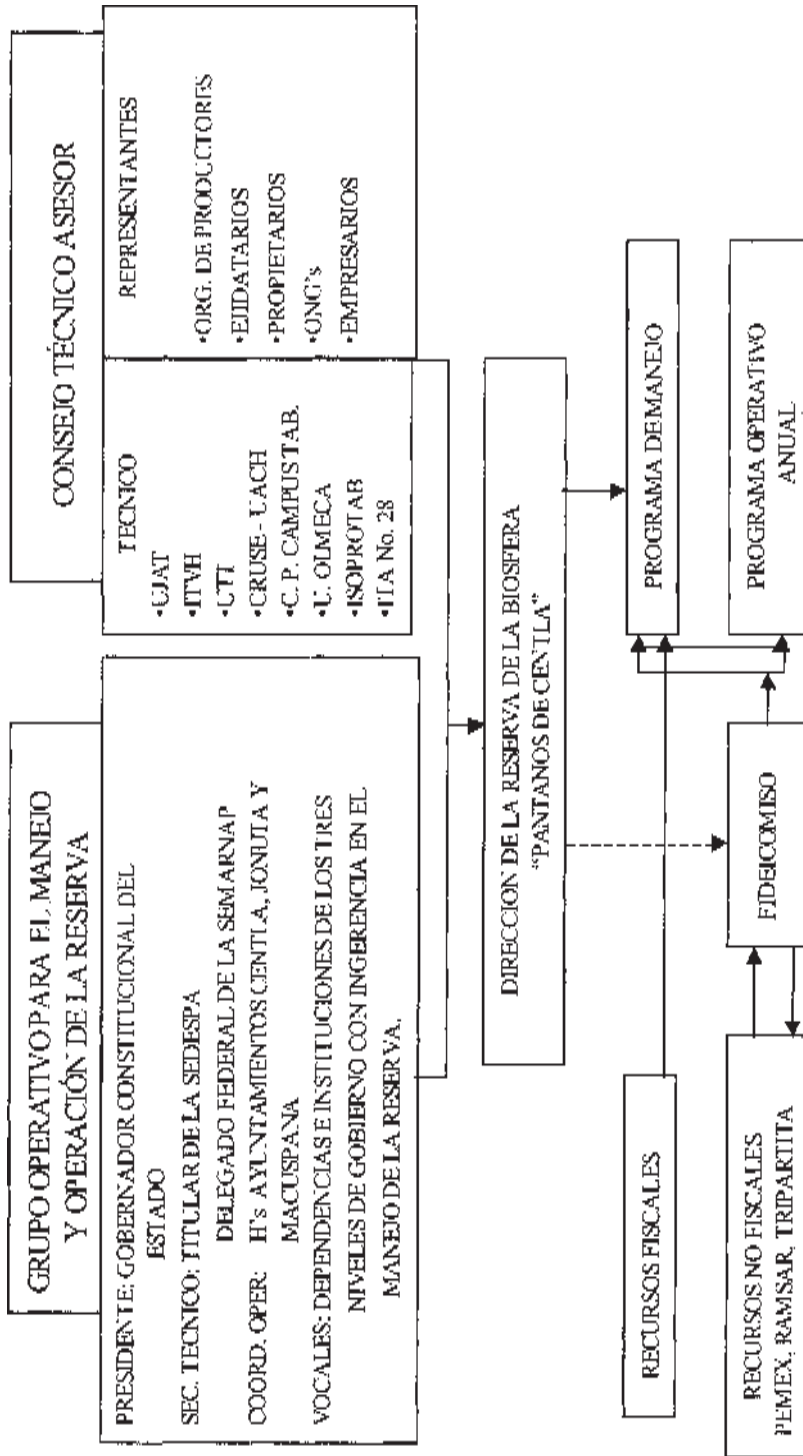 GRUPO OPERATIVO PARA EL MANEJO
Y OPERACIÓN DE LA RESERVA
PRESIDENTE: GOBERNADOR CONSTITUCIONAL DEL
ESTADO
SEC. TECNICO: TITULAR DE LA SEDESPA
DELEGADO FEDERAL DE LA SEMARNAP
COORD. OPER: H's AYUNTAMIENTOS CENTLA, JONUTA Y
MACUSPANA
VOCALES: DEPENDENCIAS E INSTITUCIONES DE LOS TRES
NIVELES DE GOBIERNO CON INGERENCIA EN EL
MANEJO DE LA RESERVA.
CONSEJO TÉCNICO ASESOR
TECNICO
•UJAT
•ITVH
•UTT
•CRUSE - UACH
•C.P. CAMPUS TAB.
•U. OLMECA
•ISOPROTAB
•ITA No. 28
REPRESENTANTES
•ORG. DE PRODUCTORES
•EJIDATARIOS
•PROPIETARIOS
•ONG's
•EMPRESARIOS
DIRECCION DE LA RESERVA DE LA BIOSFERA
“PANTANOS DE CENTLA”
RECURSOS FISCALES
PROGRAMA DE MANEJO
RECURSOS NO FISCALES
PEMEX, RAMSAR, TRIPARTITA
FIDEICOMISO
PROGRAMA OPERATIVO
ANUAL